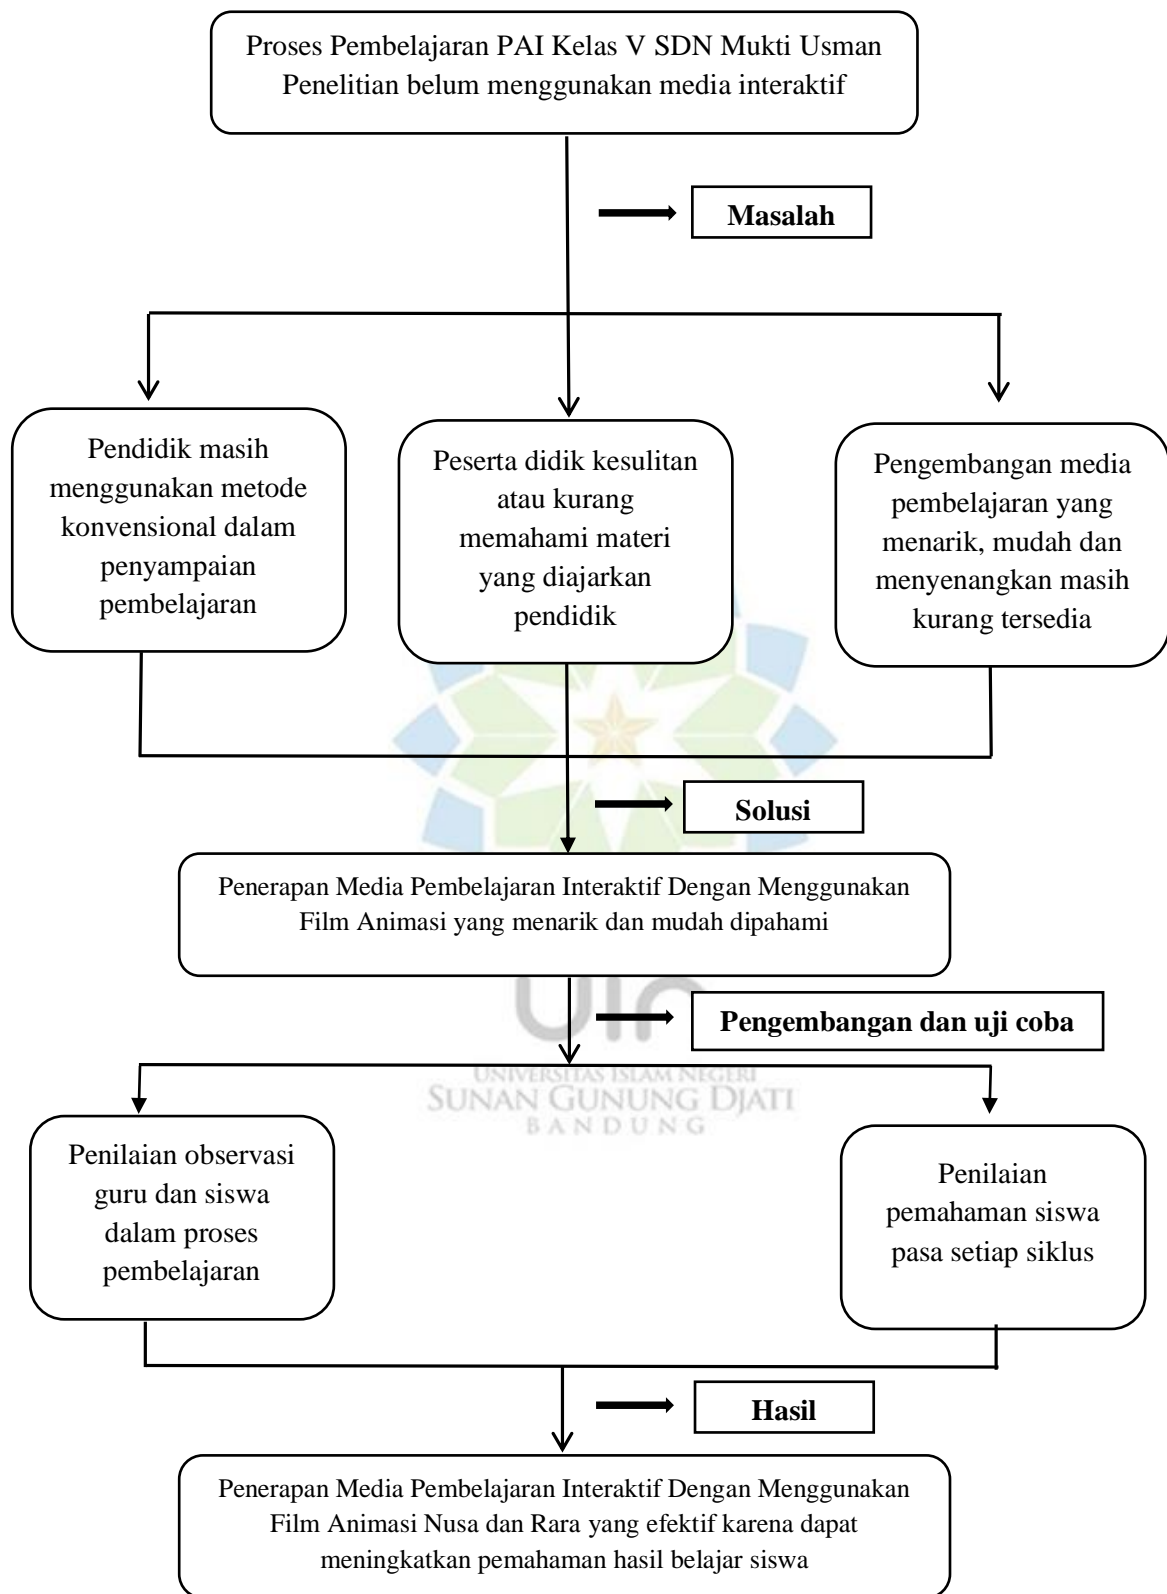 Proses Pembelajaran PAI Kelas V SDN Mukti Usman
Penelitian belum menggunakan media interaktif
Masalah
Pendidik masih
menggunakan metode
konvensional dalam
penyampaian
pembelajaran
Peserta didik kesulitan
atau kurang
memahami materi
yang diajarkan
pendidik
Pengembangan media
pembelajaran yang
menarik, mudah dan
menyenangkan masih
kurang tersedia
Solusi
Penerapan Media Pembelajaran Interaktif Dengan Menggunakan
Film Animasi yang menarik dan mudah dipahami
uin
Pengembangan dan uji coba
UNIVERSITAS ISLAM NEGERI
SUNAN GUNUNG DJATI
BANDUNG
Penilaian observasi
guru dan siswa
dalam proses
pembelajaran
Penilaian
pemahaman siswa
pasa setiap siklus
Hasil
Penerapan Media Pembelajaran Interaktif Dengan Menggunakan
Film Animasi Nusa dan Rara yang efektif karena dapat
meningkatkan pemahaman hasil belajar siswa